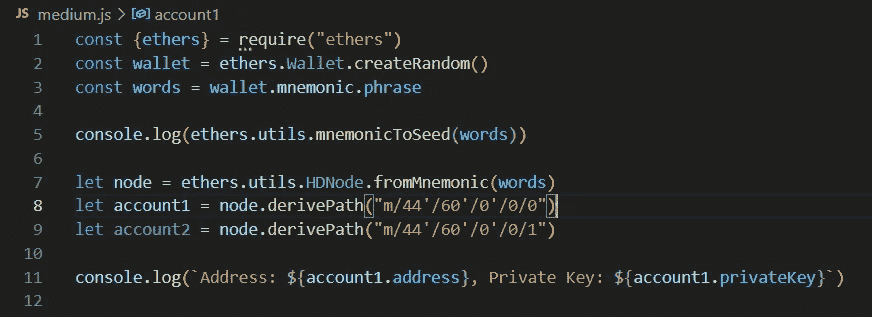 JS medium.js > account1
1 const {ethers} = require("ethers")
2 const wallet = ethers.Wallet.createRandom()
3 const words = wallet.mnemonic.phrase
4
5 console.log(ethers.utils.mnemonicToSeed(words))
6
7 let node = ethers.utils.HDNode.fromMnemonic(words)
8 let account1 = node.derivePath("m/44'/60'/0'/0/0")
9 let account2 = node.derivePath("m/44'/60'/0'/0/1")
10
11 console.log(`Address: ${account1.address}, Private Key: ${account1.privateKey}`)
12